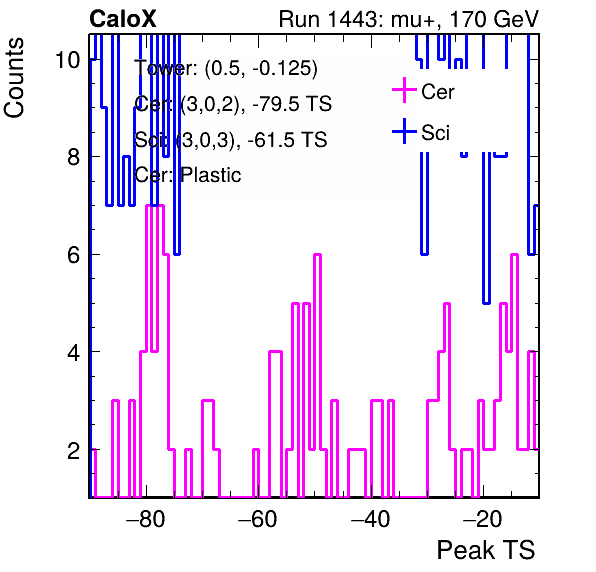 CaloX Run 1443: mu+, 170 GeV
Counts
10
8
6
4
2
Tower: (0.5, -0.125)
Cer: (3,0,2), -79.5 TS
Sci: (3,0,3), -61.5 TS
Cer: Plastic
Cer
Sci
−80 −60 −40 −20
Peak TS